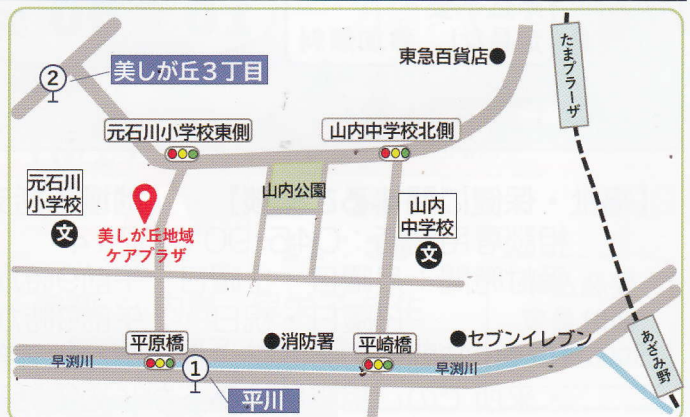 たまプラーザ
東急百貨店
2
美しが丘3丁目
元石川小学校東側
山内中学校北側
元石川
小学校
文
美しが丘地域
ケアプラザ
山内公園
山内
中学校
文
平原橋
消防署
平崎橋
セブンイレブン
あざみ野
早渕川
1
早渕川
平川